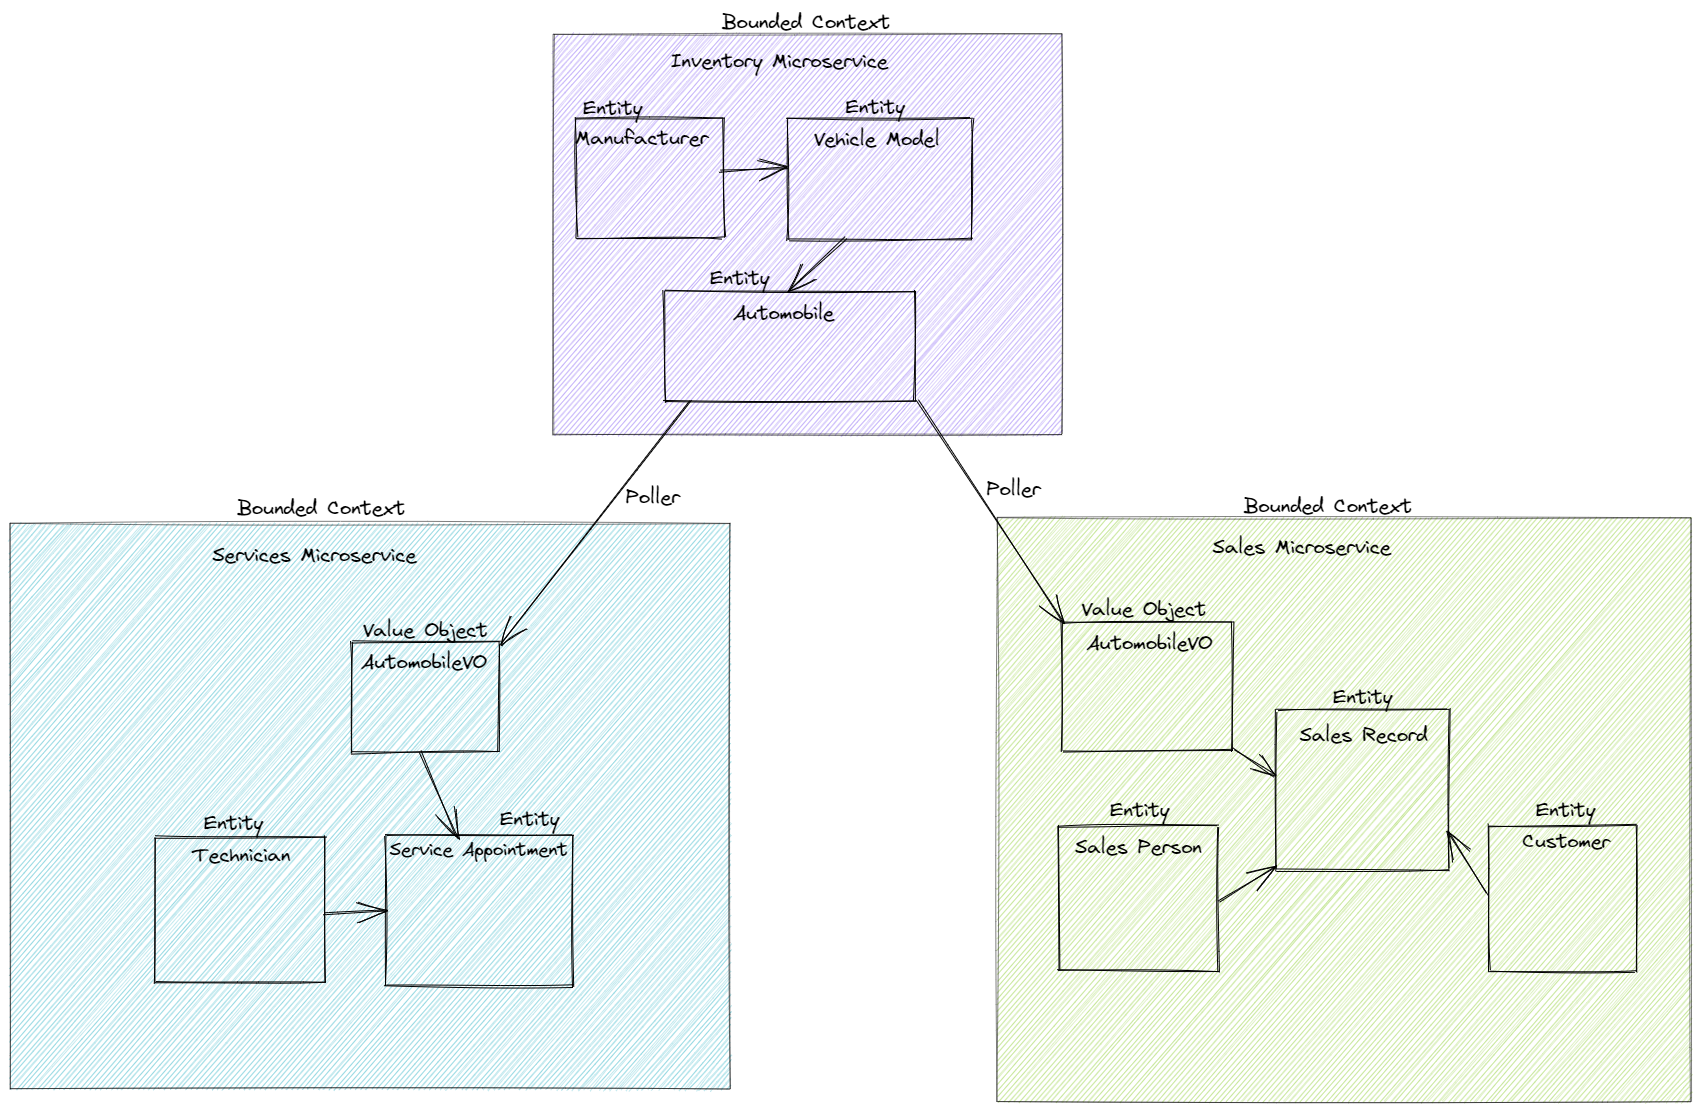 Bounded Context
Inventory Microservice
Entity
Manufacturer
Entity
Vehicle Model
Entity
Automobile
Poller
Poller
Bounded Context
Services Microservice
Value Object
AutomobileVO
Entity
Technician
Entity
Service Appointment
Bounded Context
Sales Microservice
Value Object
AutomobileVO
Entity
Sales Record
Entity
Sales Person
Entity
Customer